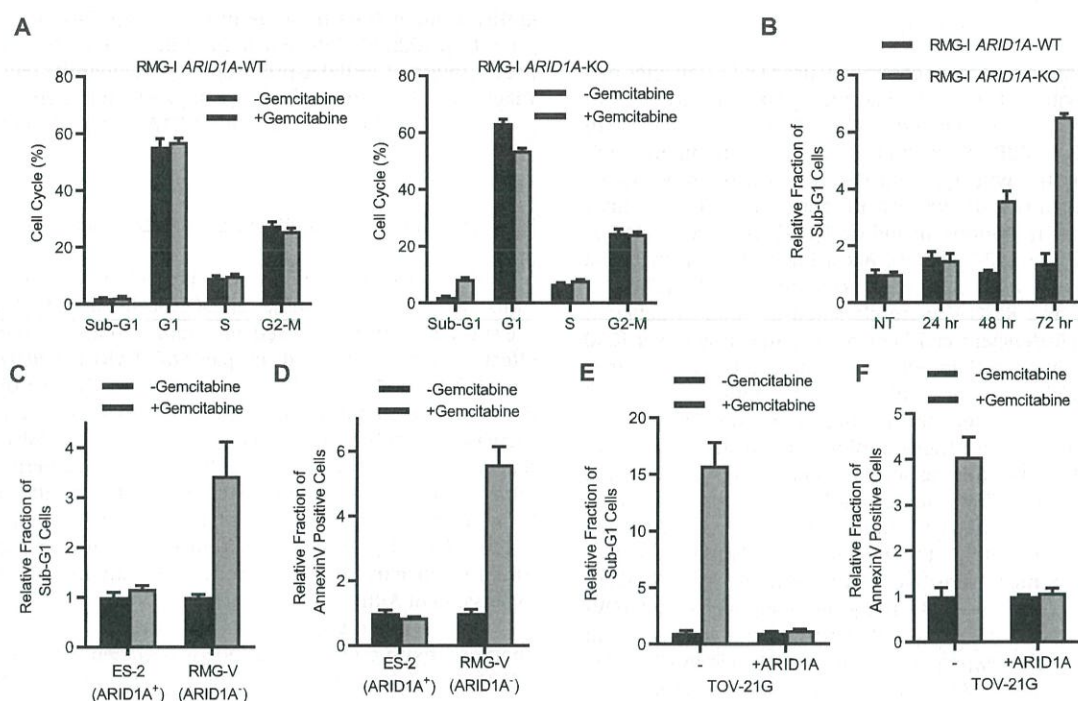 A
RMG-I ARID1A-WT
-Gemcitabine
+Gemcitabine
Cell Cycle (%)
80
60
40
20
0
Sub-G1 G1 S G2-M
RMG-I ARID1A-KO
-Gemcitabine
+Gemcitabine
Cell Cycle (%)
80
60
40
20
0
Sub-G1 G1 S G2-M
B
RMG-I ARID1A-WT
RMG-I ARID1A-KO
Relative Fraction of
Sub-G1 Cells
8
6
4
2
0
NT 24 hr 48 hr 72 hr
C
-Gemcitabine
+Gemcitabine
Relative Fraction of
Sub-G1 Cells
4
3
2
1
0
ES-2 RMG-V
(ARID1A⁺) (ARID1A⁻)
D
-Gemcitabine
+Gemcitabine
Relative Fraction of
AnnexinV Positive Cells
6
4
2
0
ES-2 RMG-V
(ARID1A⁺) (ARID1A⁻)
E
-Gemcitabine
+Gemcitabine
Relative Fraction of
Sub-G1 Cells
20
15
10
5
0
- +ARID1A
TOV-21G
F
-Gemcitabine
+Gemcitabine
Relative Fraction of
AnnexinV Positive Cells
5
4
3
2
1
0
- +ARID1A
TOV-21G